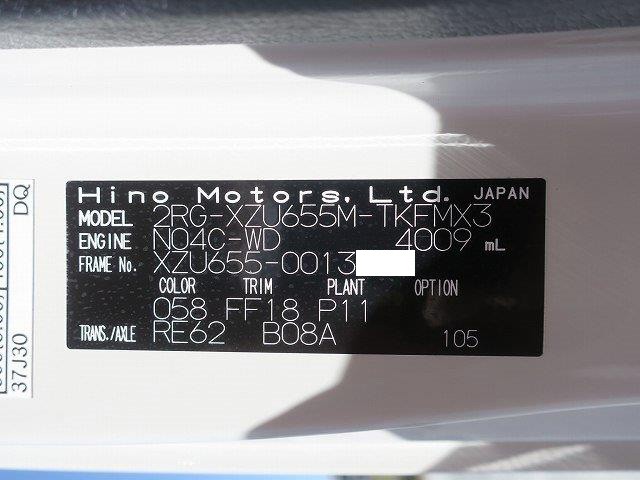 Hino Motors, Ltd. JAPAN
MODEL 2RG-XZU655M-TKFMX3
ENGINE N04C-WD 4009 mL
FRAME No. XZU655-0013
COLOR TRIM PLANT OPTION
058 FF18 P11
TRANS./AXLE RE62 B08A 105
DQ
37J30